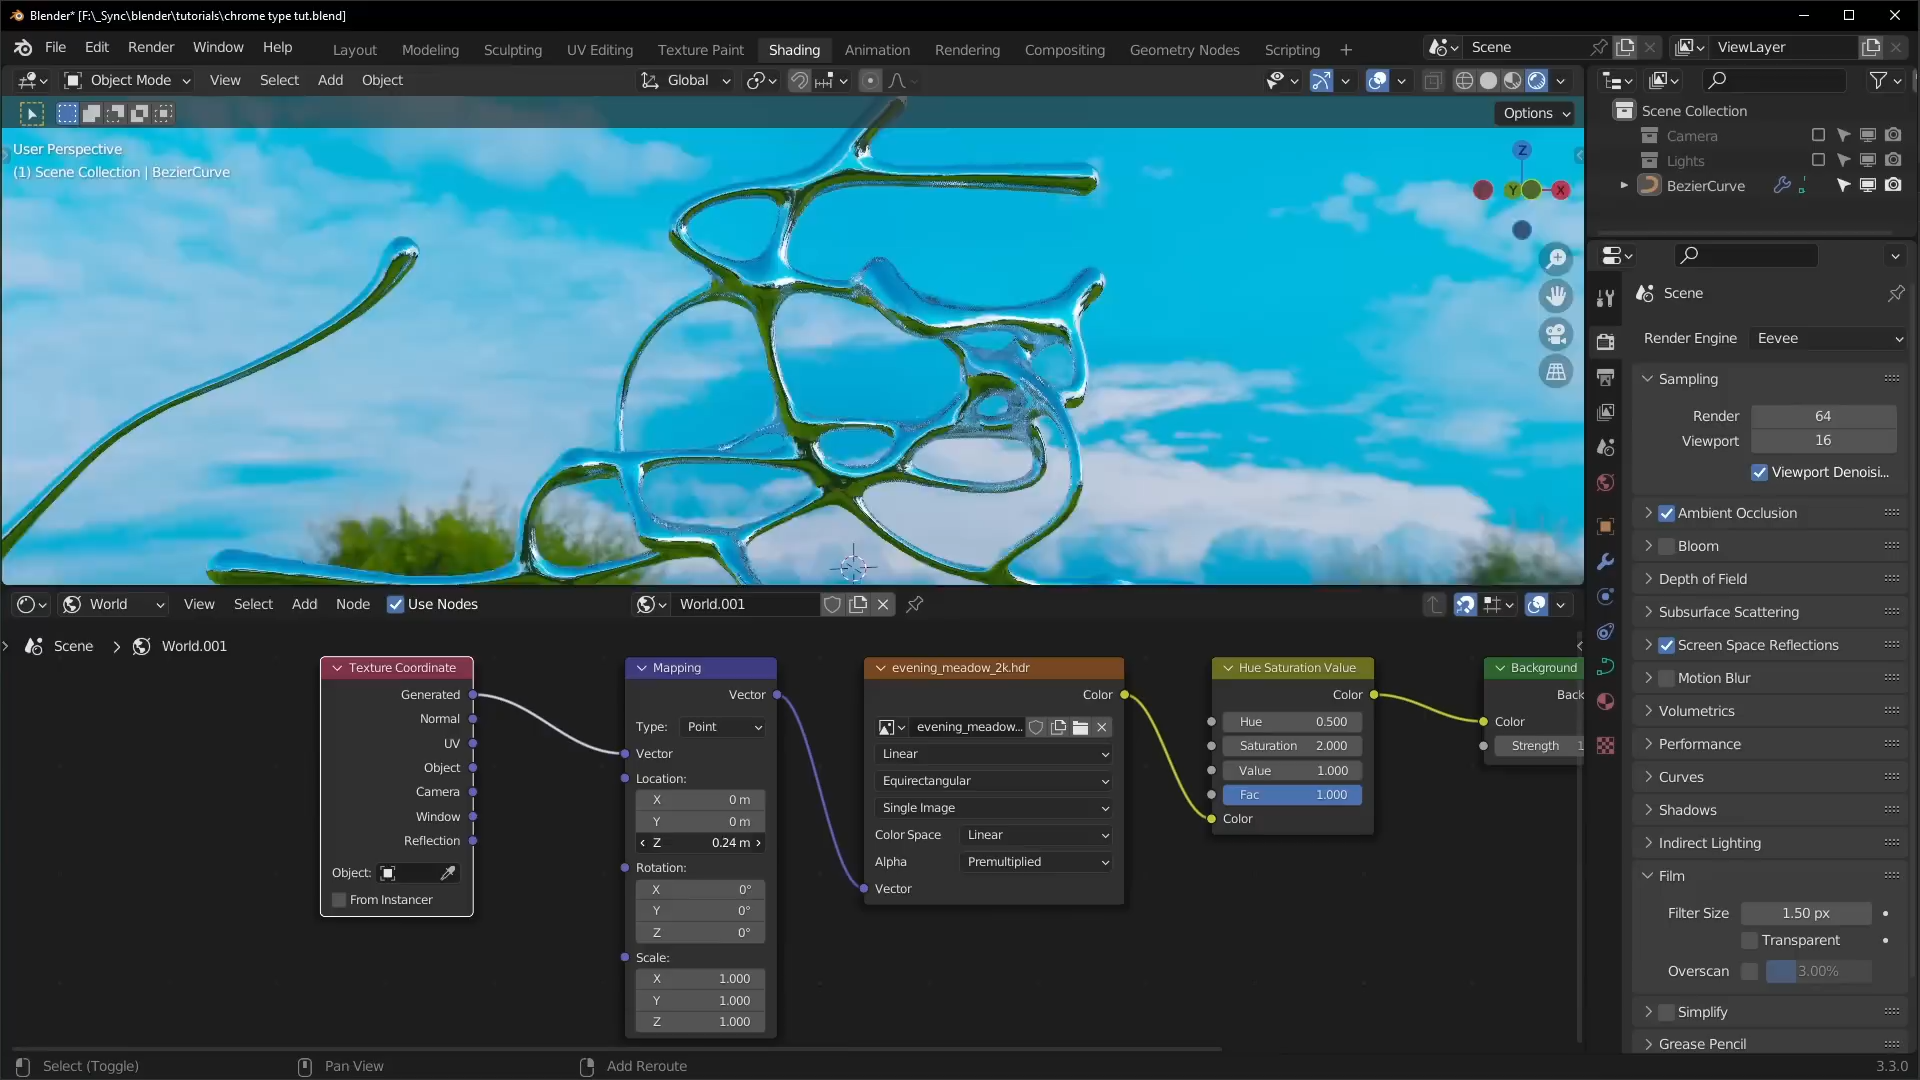 Blender* [F:\_Sync\blender\tutorials\chrome type tut.blend]
File Edit Render Window Help Layout Modeling Sculpting UV Editing Texture Paint Shading Animation Rendering Compositing Geometry Nodes Scripting + Scene ViewLayer
Object Mode View Select Add Object Global
Options
User Perspective
(1) Scene Collection | BezierCurve
Z
Y
X
Scene Collection
Camera
Lights
BezierCurve
Scene
Render Engine Eevee
Sampling
Render 64
Viewport 16
Viewport Denoisi...
Ambient Occlusion
Bloom
Depth of Field
Subsurface Scattering
Screen Space Reflections
Motion Blur
Volumetrics
Performance
Curves
Shadows
Indirect Lighting
Film
Filter Size 1.50 px
Transparent
Overscan 3.00%
Simplify
Grease Pencil
World View Select Add Node Use Nodes World.001
Scene > World.001
Texture Coordinate
Generated
Normal
UV
Object
Camera
Window
Reflection
Object:
From Instancer
Mapping
Vector
Type: Point
Vector
Location:
X 0 m
Y 0 m
Z 0.24 m
Rotation:
X 0°
Y 0°
Z 0°
Scale:
X 1.000
Y 1.000
Z 1.000
evening_meadow_2k.hdr
Color
evening_meadow...
Linear
Equirectangular
Single Image
Color Space Linear
Alpha Premultiplied
Vector
Hue Saturation Value
Color
Hue 0.500
Saturation 2.000
Value 1.000
Fac 1.000
Color
Background
Back
Color
Strength 1
Select (Toggle) Pan View Add Reroute 3.3.0